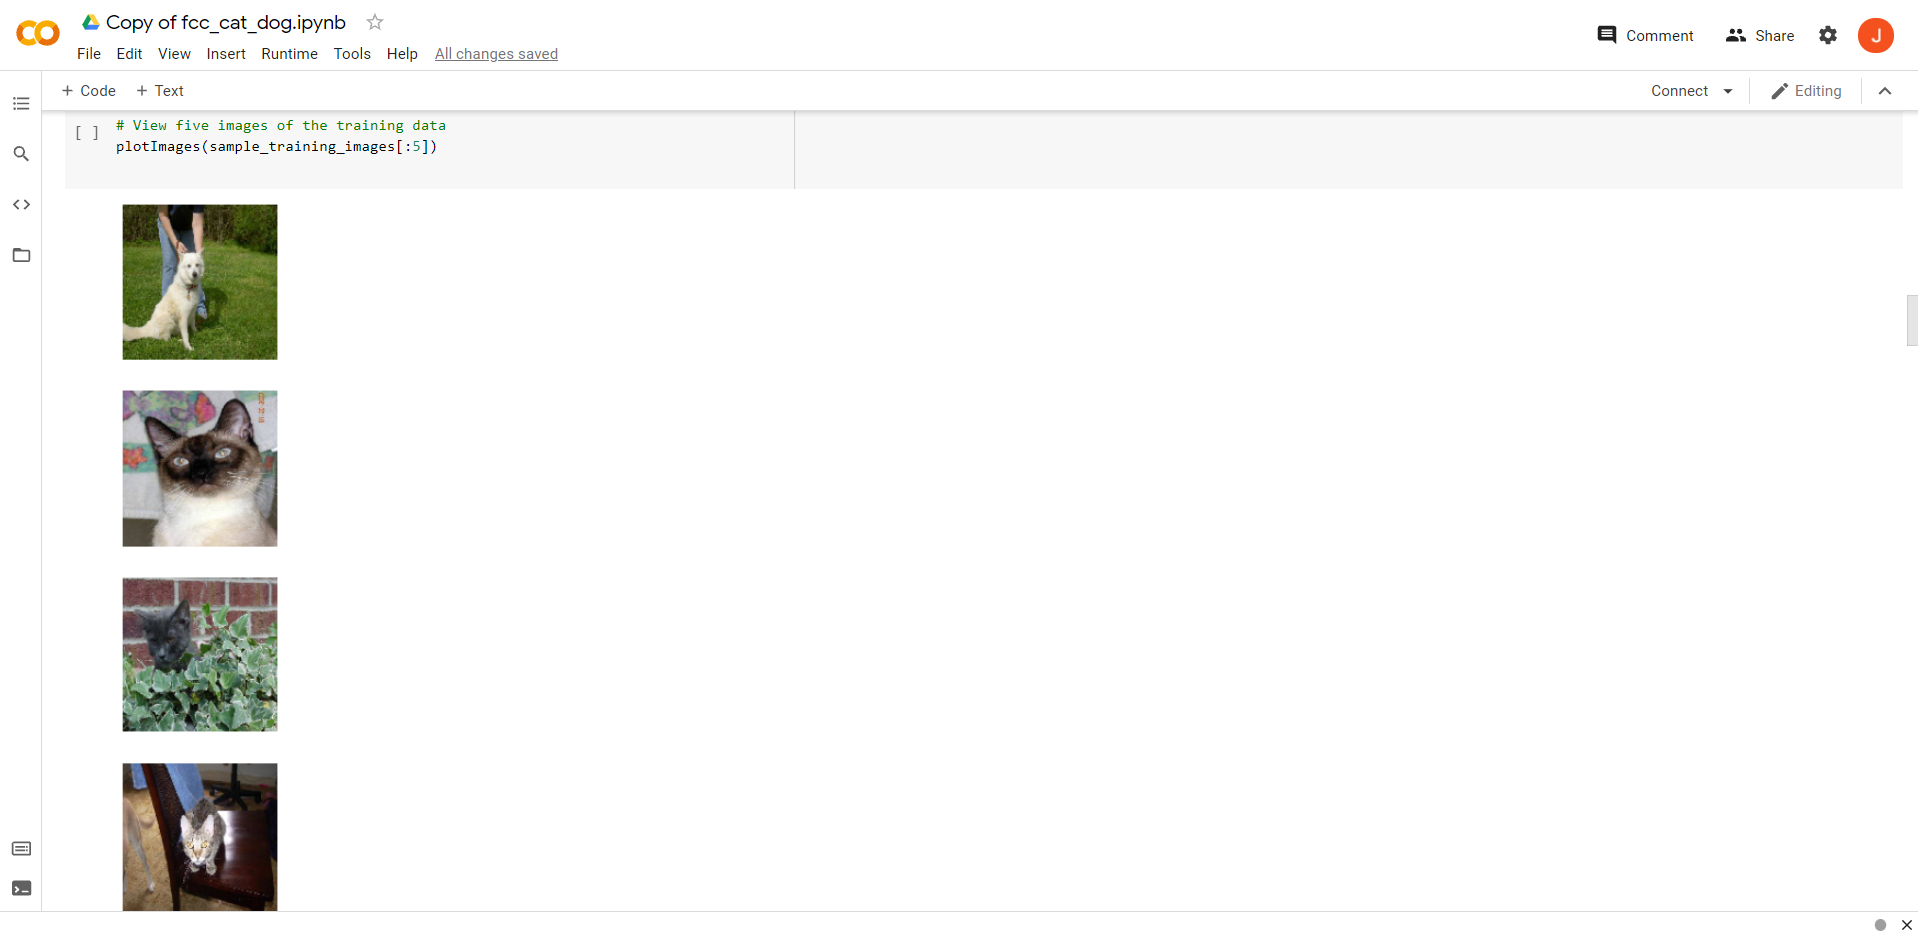 Copy of fcc_cat_dog.ipynb
File Edit View Insert Runtime Tools Help All changes saved
Comment Share J
+ Code + Text
Connect Editing
[ ] # View five images of the training data
plotImages(sample_training_images[:5])